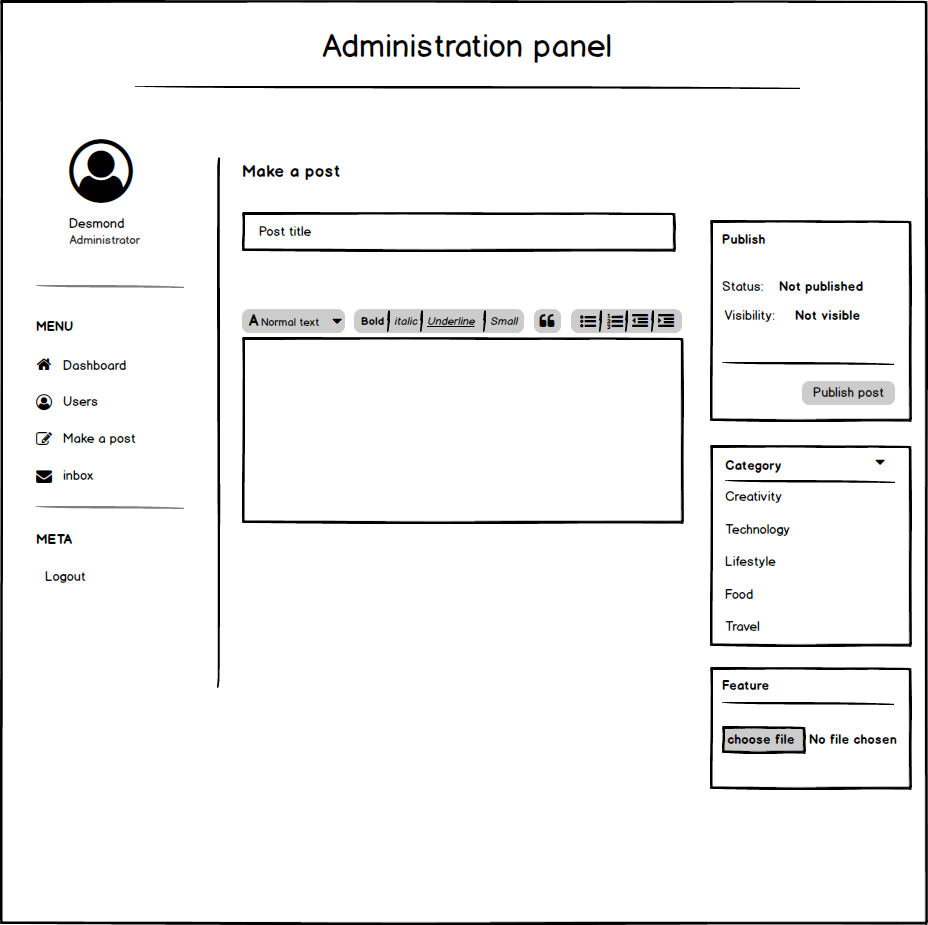 Administration panel
Desmond
Administrator
MENU
Dashboard
Users
Make a post
inbox
META
Logout
Make a post
Post title
A Normal text Bold italic Underline Small
Publish
Status: Not published
Visibility: Not visible
Publish post
Category
Creativity
Technology
Lifestyle
Food
Travel
Feature
choose file No file chosen